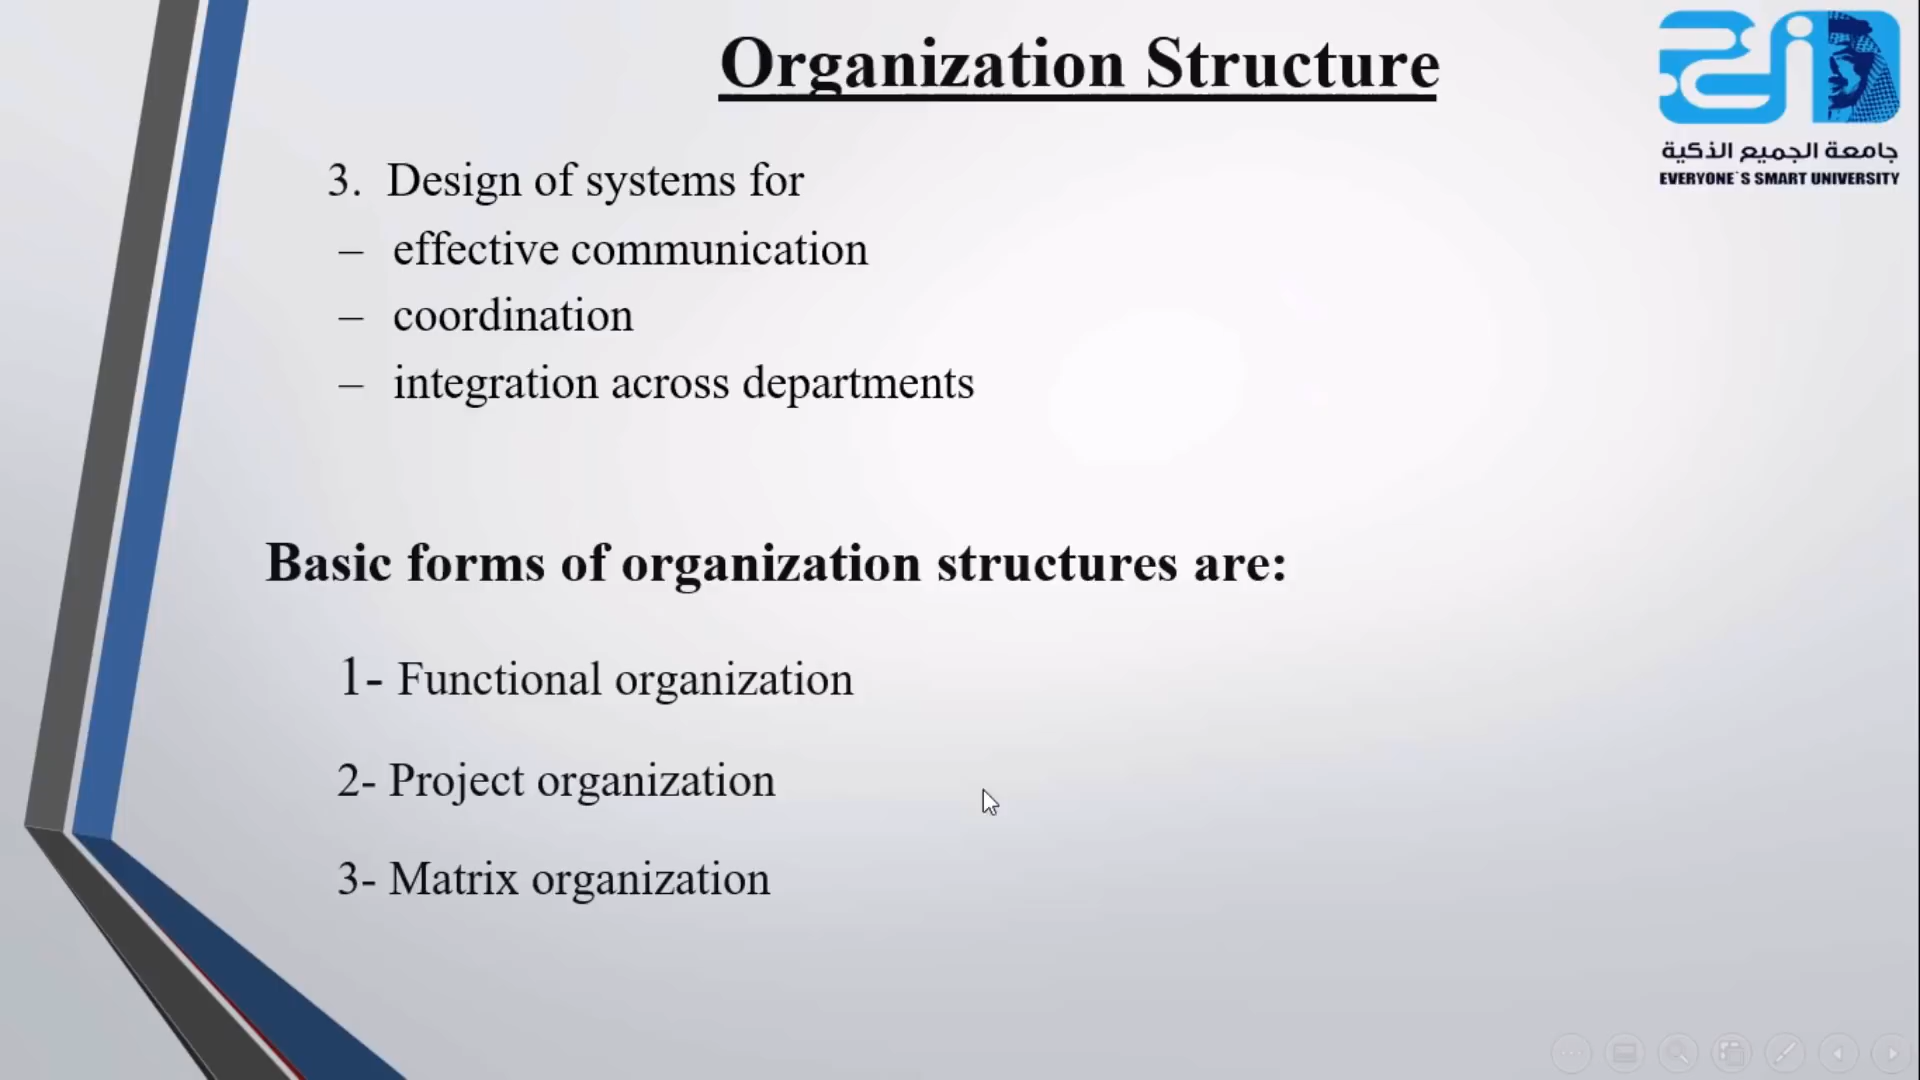 Organization Structure
جامعة الجميع الذكية
EVERYONE`S SMART UNIVERSITY
3. Design of systems for
– effective communication
– coordination
– integration across departments
Basic forms of organization structures are:
1- Functional organization
2- Project organization
3- Matrix organization